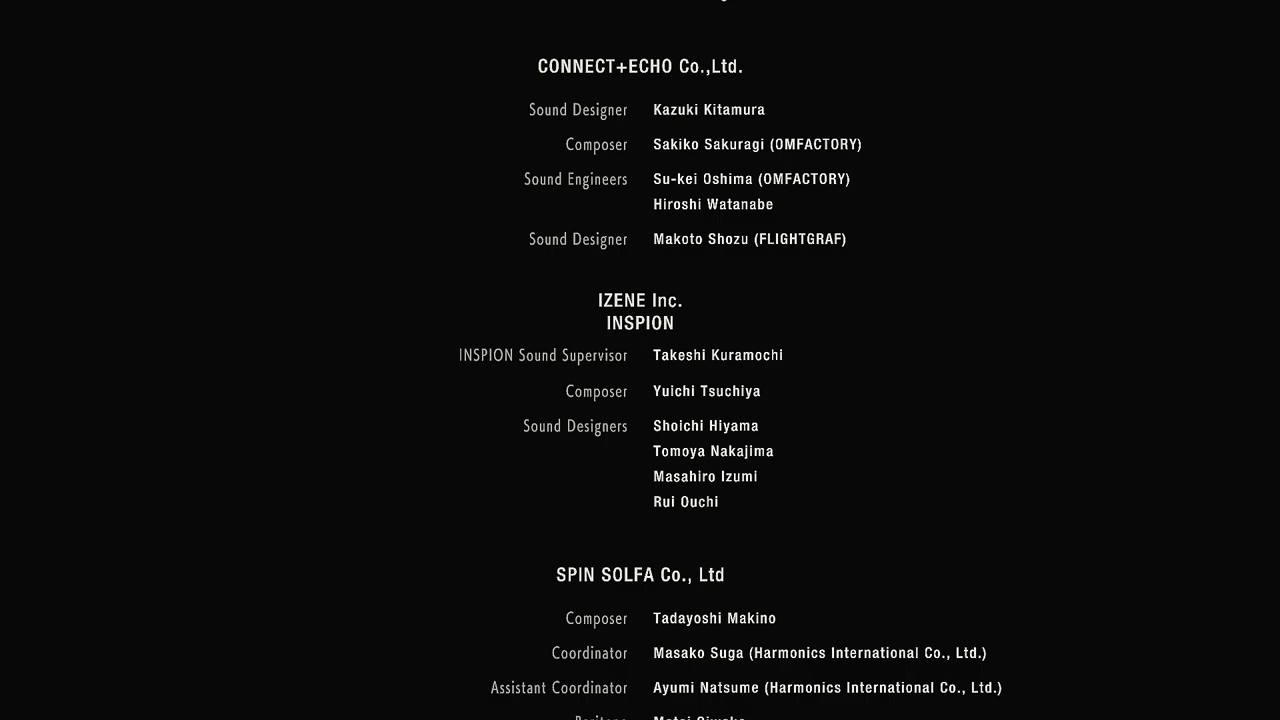 CONNECT+ECHO Co.,Ltd.
Sound Designer Kazuki Kitamura
Composer Sakiko Sakuragi (OMFACTORY)
Sound Engineers Su-kei Oshima (OMFACTORY)
Hiroshi Watanabe
Sound Designer Makoto Shozu (FLIGHTGRAF)
IZENE Inc.
INSPION
INSPION Sound Supervisor Takeshi Kuramochi
Composer Yuichi Tsuchiya
Sound Designers Shoichi Hiyama
Tomoya Nakajima
Masahiro Izumi
Rui Ouchi
SPIN SOLFA Co., Ltd
Composer Tadayoshi Makino
Coordinator Masako Suga (Harmonics International Co., Ltd.)
Assistant Coordinator Ayumi Natsume (Harmonics International Co., Ltd.)